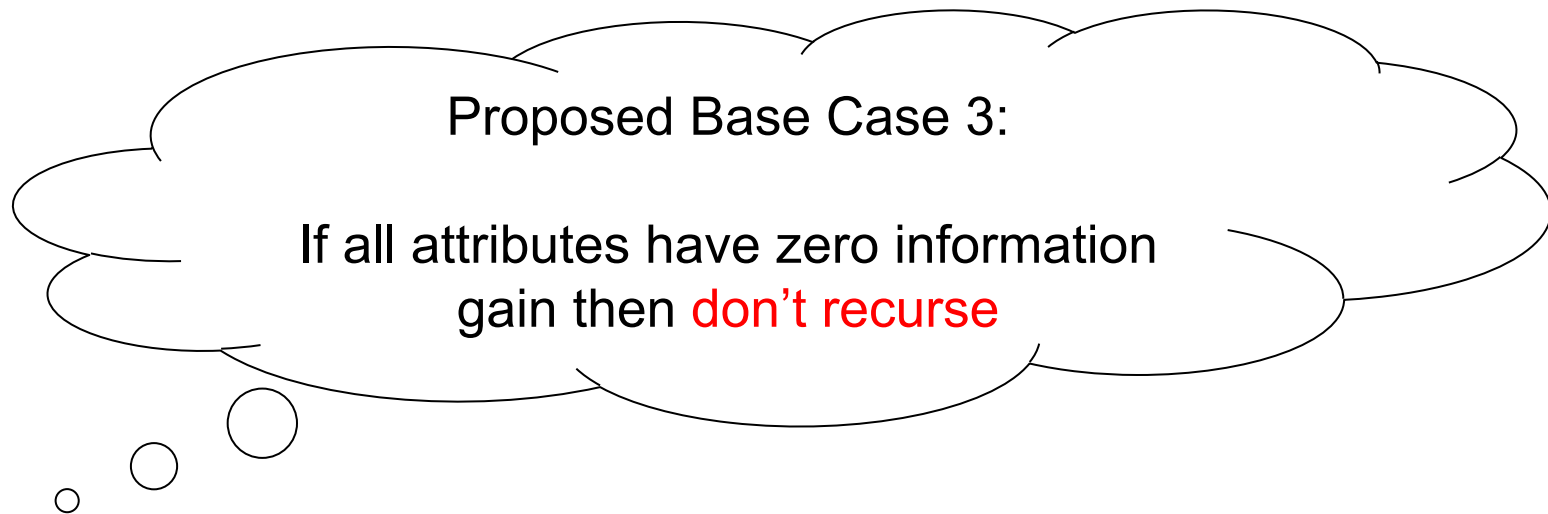 Proposed Base Case 3:
If all attributes have zero information
gain then don’t recurse